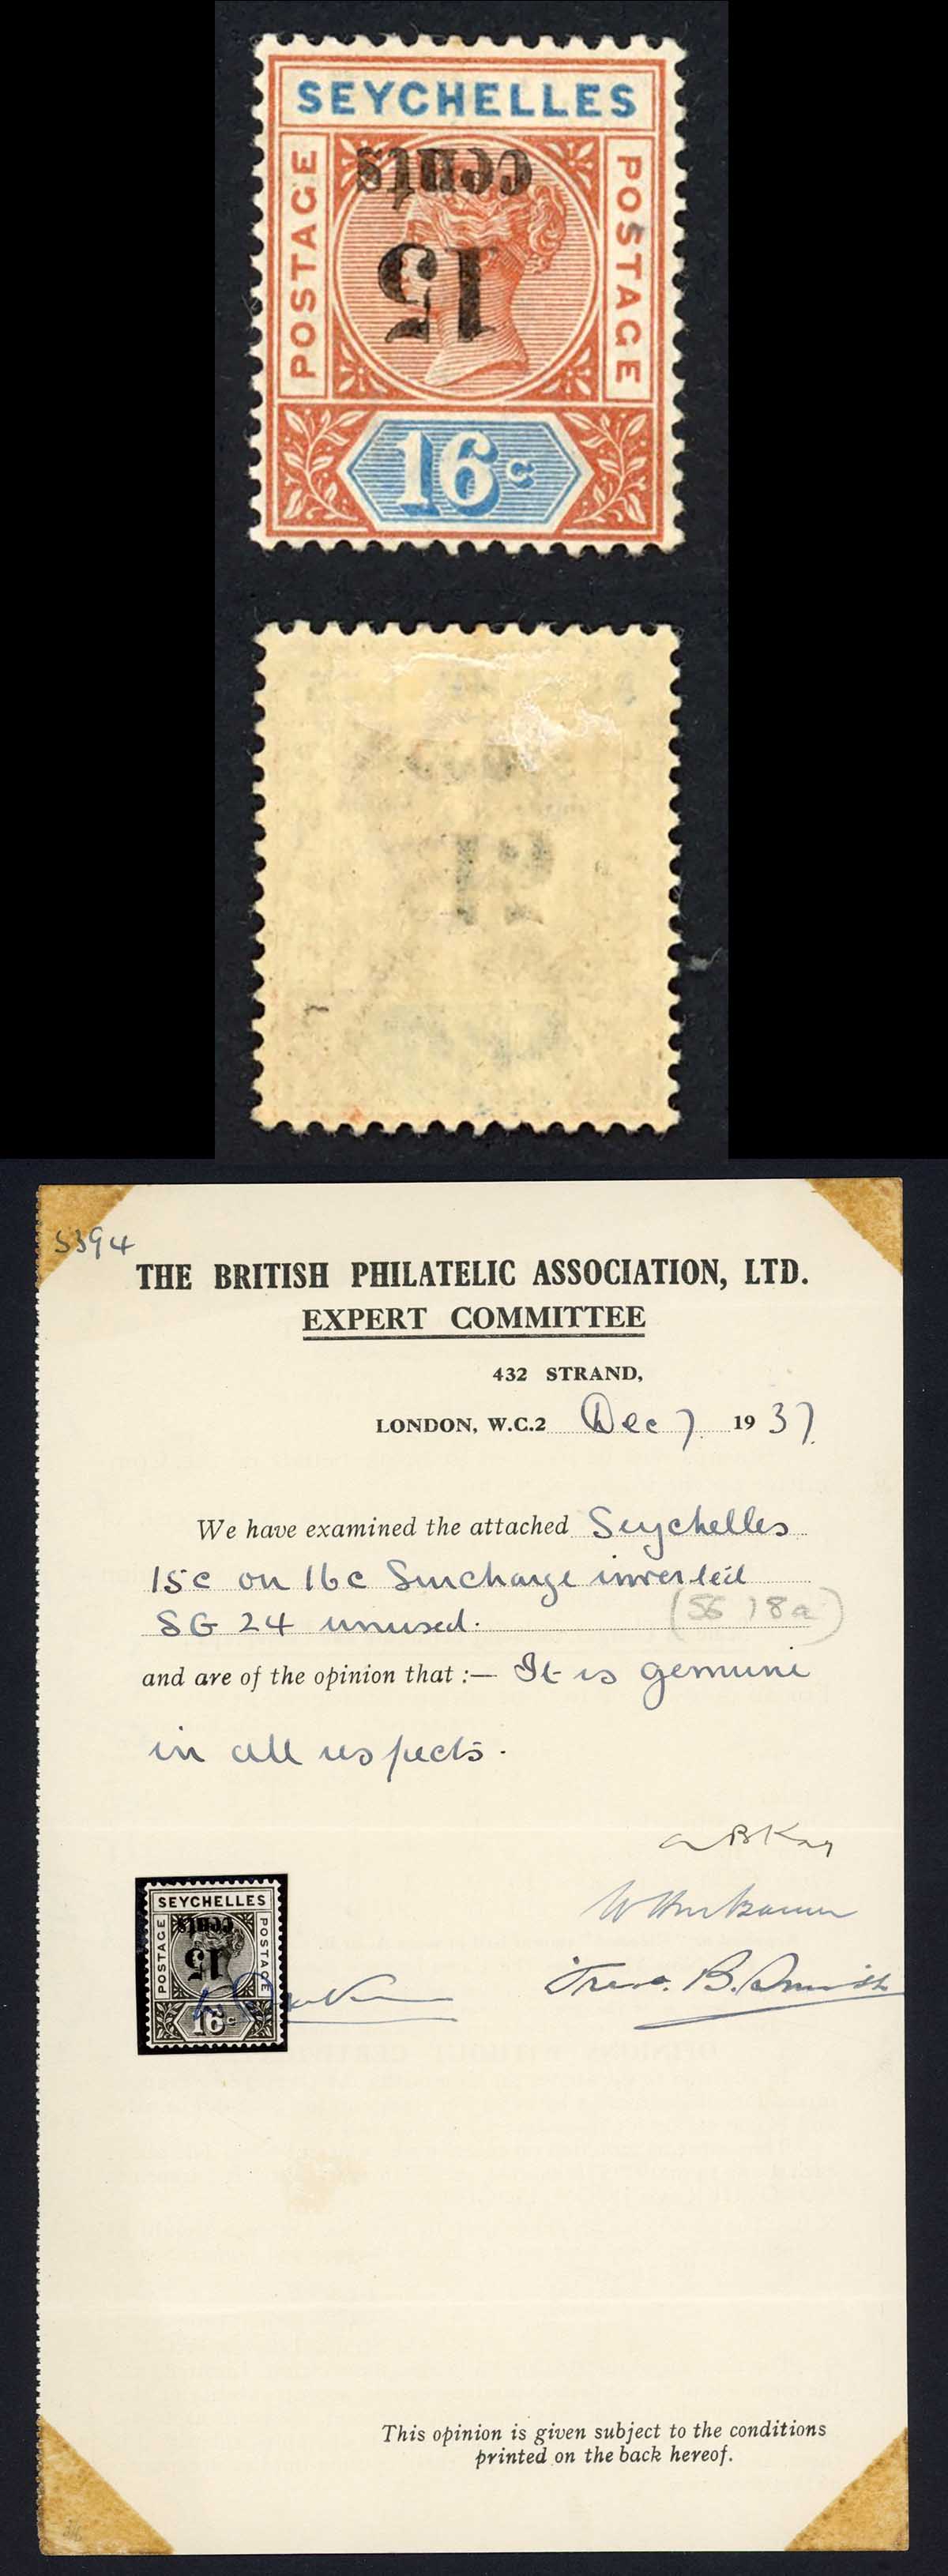 SEYCHELLES
POSTAGE
cents
15
POSTAGE
16c
5394
THE BRITISH PHILATELIC ASSOCIATION, LTD.
EXPERT COMMITTEE
432 STRAND,
LONDON, W.C.2 Dec 7 1937.
We have examined the attached Seychelles
15c on 16c Surcharge inverted
SG 24 unused. (SG 18a)
and are of the opinion that :— It is genuine
in all respects.
SEYCHELLES
POSTAGE
cents
15
POSTAGE
16c
This opinion is given subject to the conditions
printed on the back hereof.